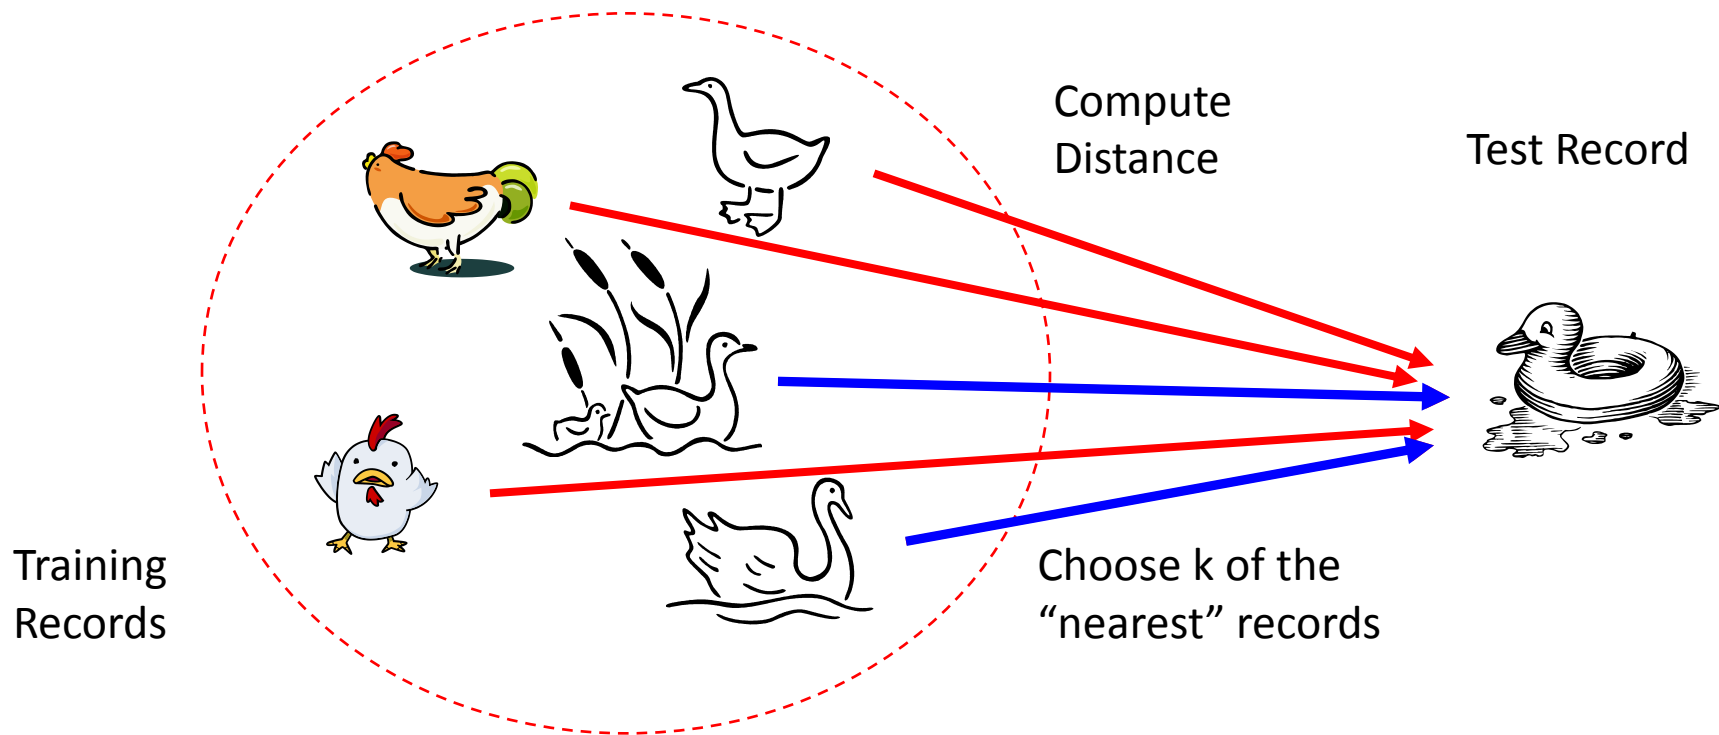 Compute
Distance
Test Record
Training
Records
Choose k of the
“nearest” records